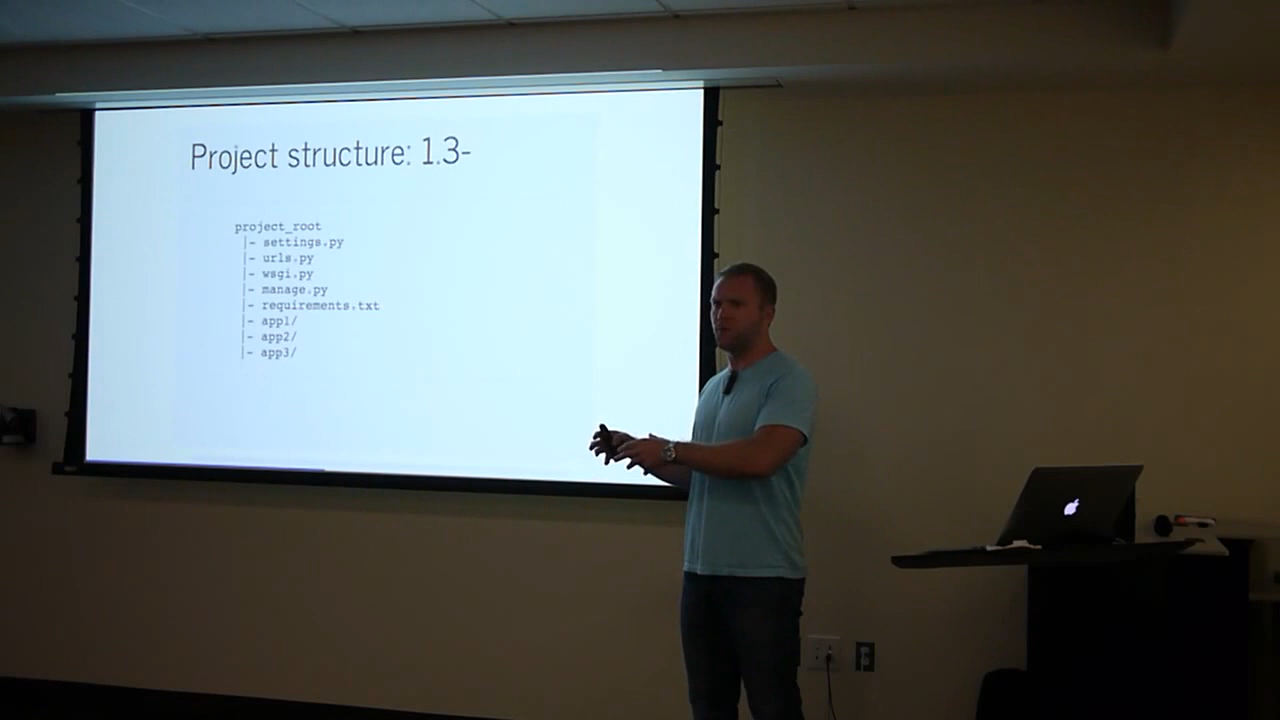 Project structure: 1.3-
project_root
|- settings.py
|- urls.py
|- wsgi.py
|- manage.py
|- requirements.txt
|- app1/
|- app2/
|- app3/